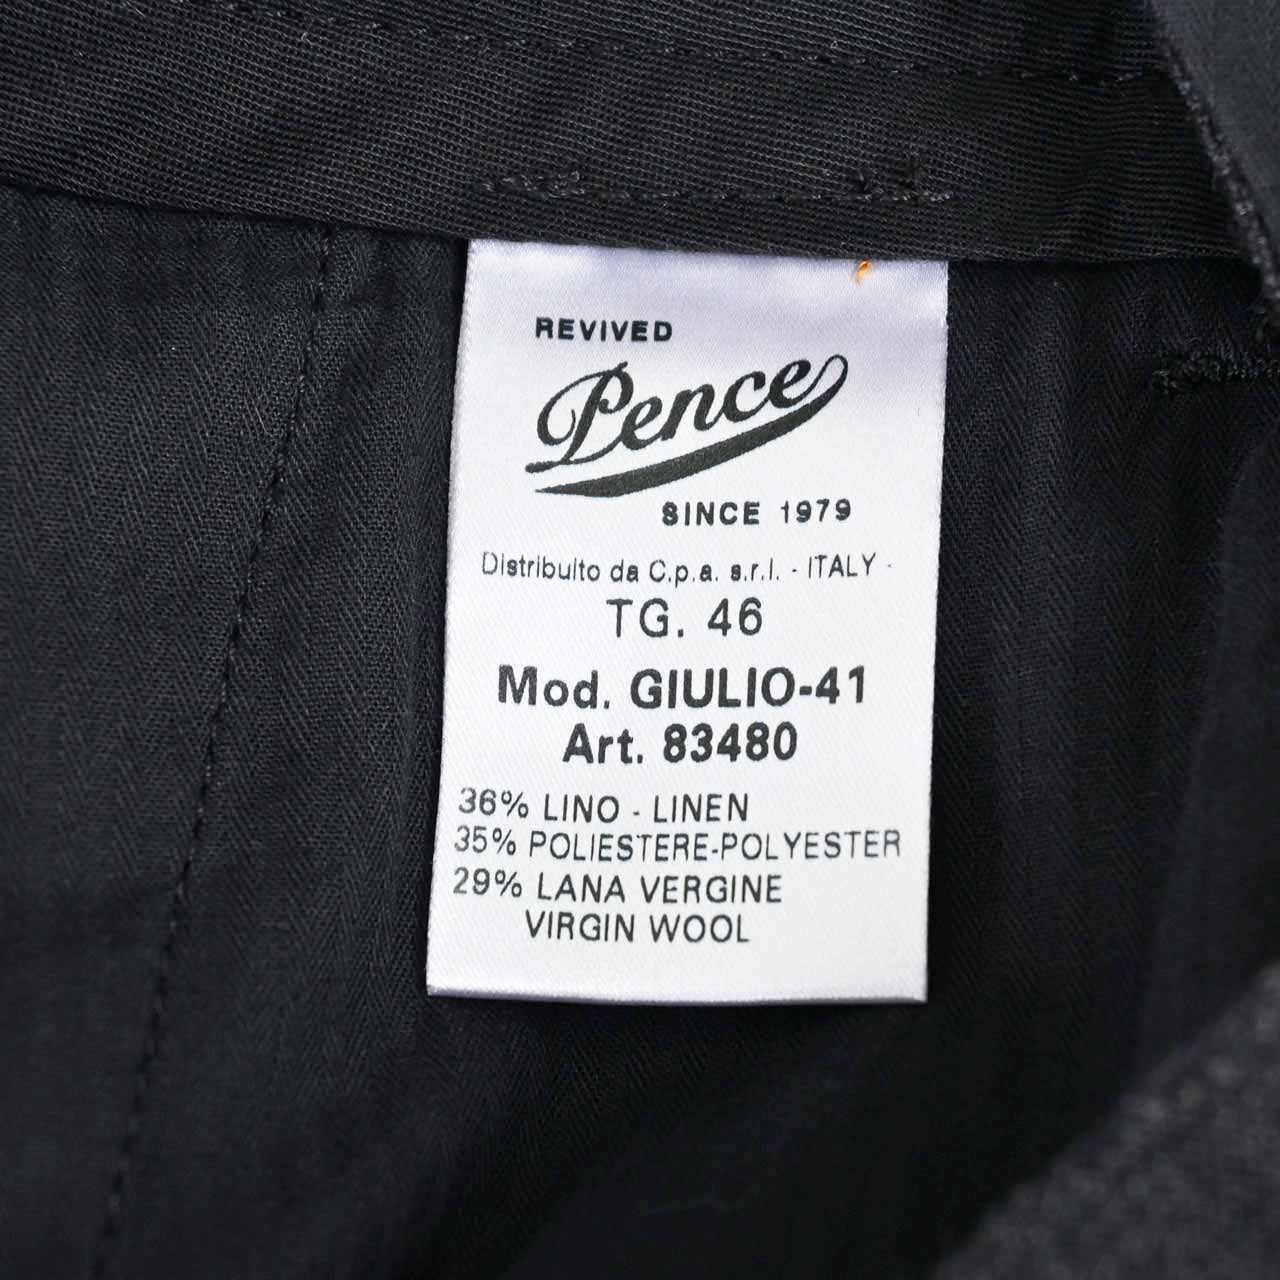 REVIVED
Pence
SINCE 1979
Distribuito da C.p.a. s.r.l. - ITALY -
TG. 46
Mod. GIULIO-41
Art. 83480
36% LINO - LINEN
35% POLIESTERE-POLYESTER
29% LANA VERGINE
VIRGIN WOOL